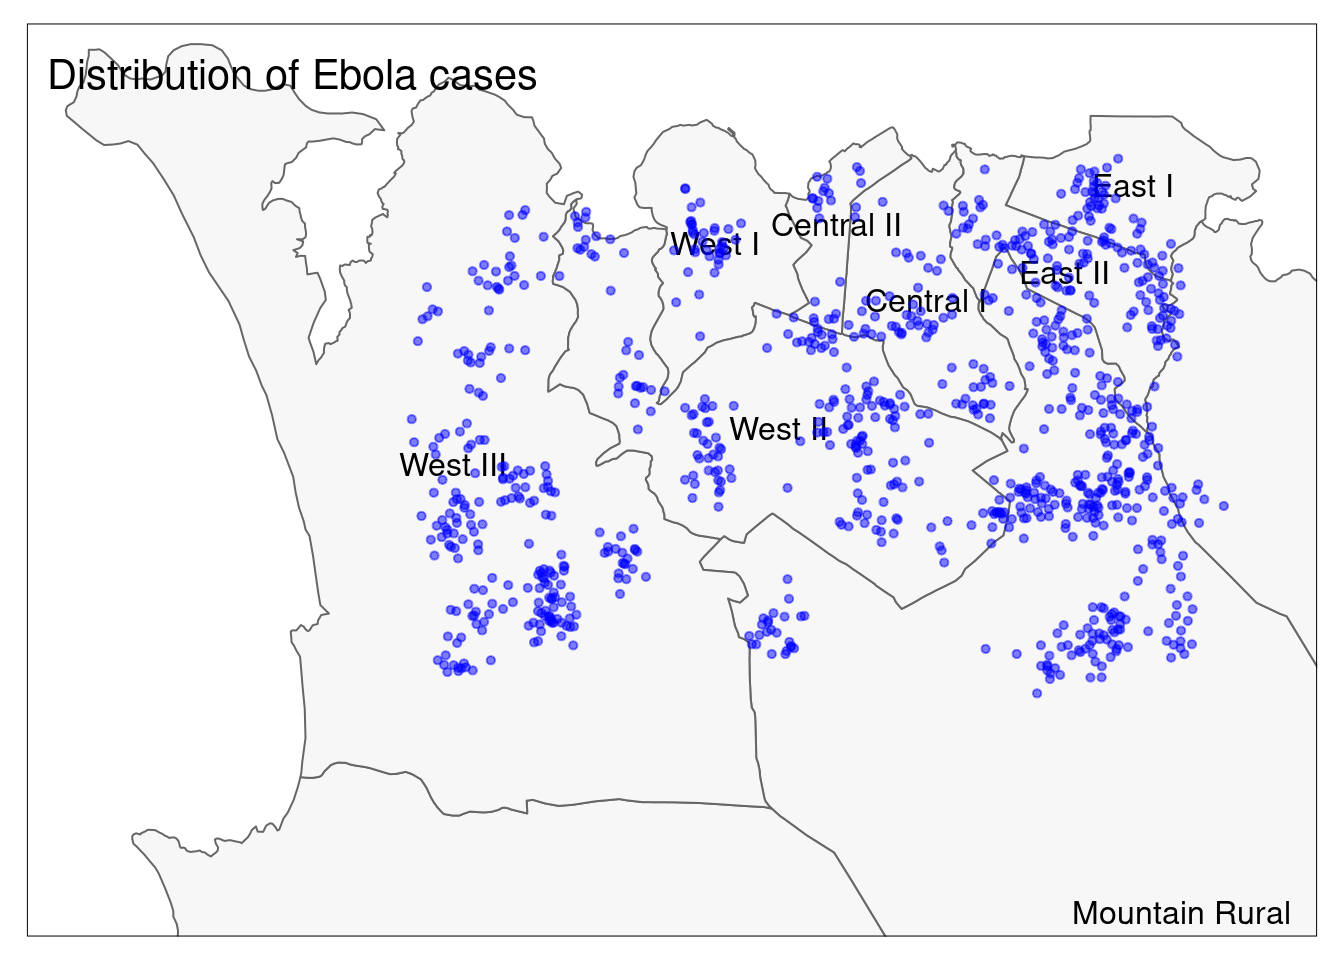 Distribution of Ebola cases
East I
Central II
West I
East II
Central I
West II
West III
Mountain Rural